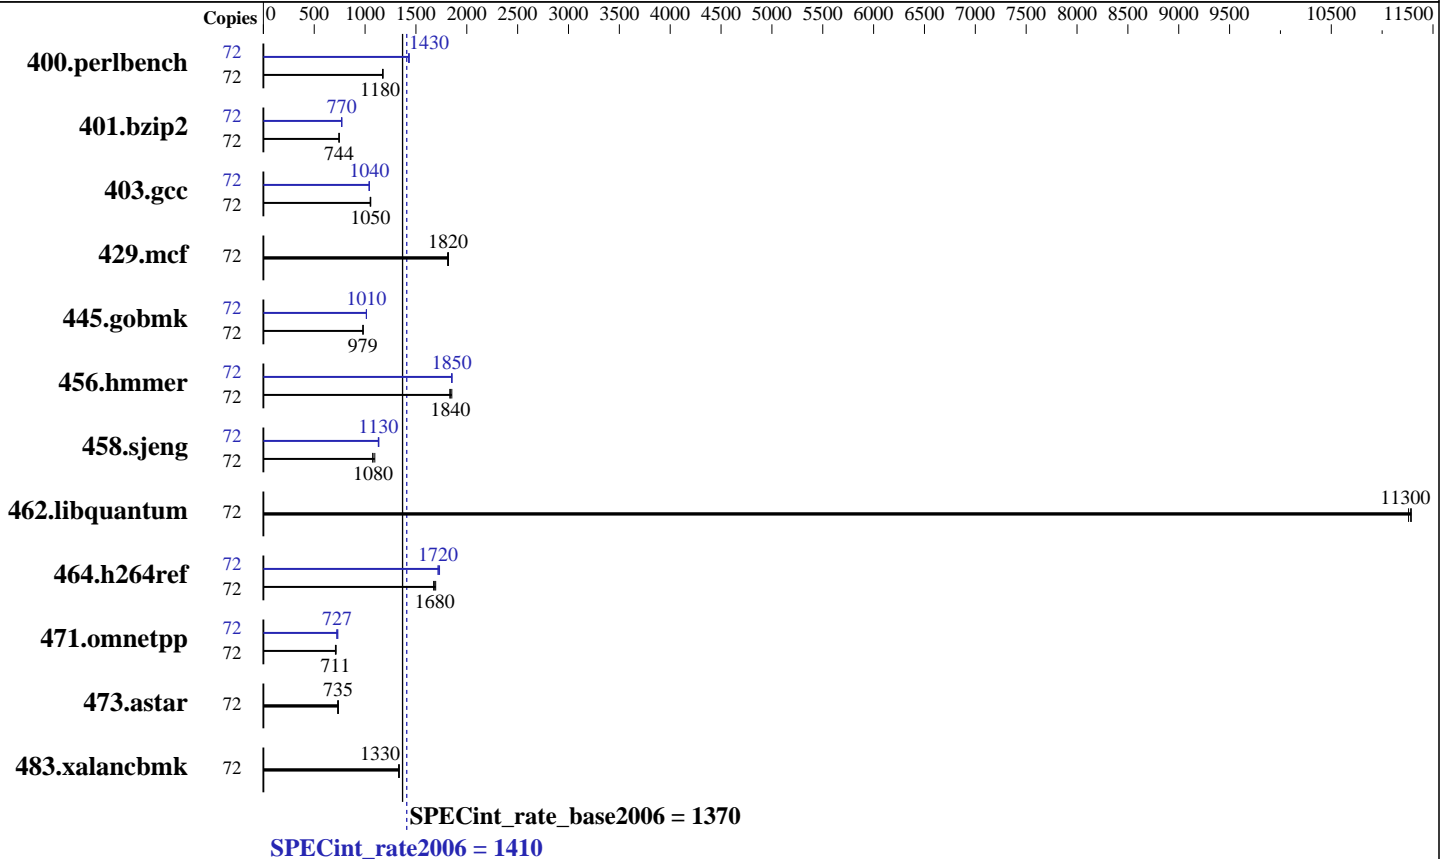 Copies 0 500 1000 1500 2000 2500 3000 3500 4000 4500 5000 5500 6000 6500 7000 7500 8000 8500 9000 9500 10500 11500
400.perlbench 72 1430
72 1180
401.bzip2 72 770
72 744
403.gcc 72 1040
72 1050
429.mcf 72 1820
445.gobmk 72 1010
72 979
456.hmmer 72 1850
72 1840
458.sjeng 72 1130
72 1080
462.libquantum 72 11300
464.h264ref 72 1720
72 1680
471.omnetpp 72 727
72 711
473.astar 72 735
483.xalancbmk 72 1330
SPECint_rate_base2006 = 1370
SPECint_rate2006 = 1410